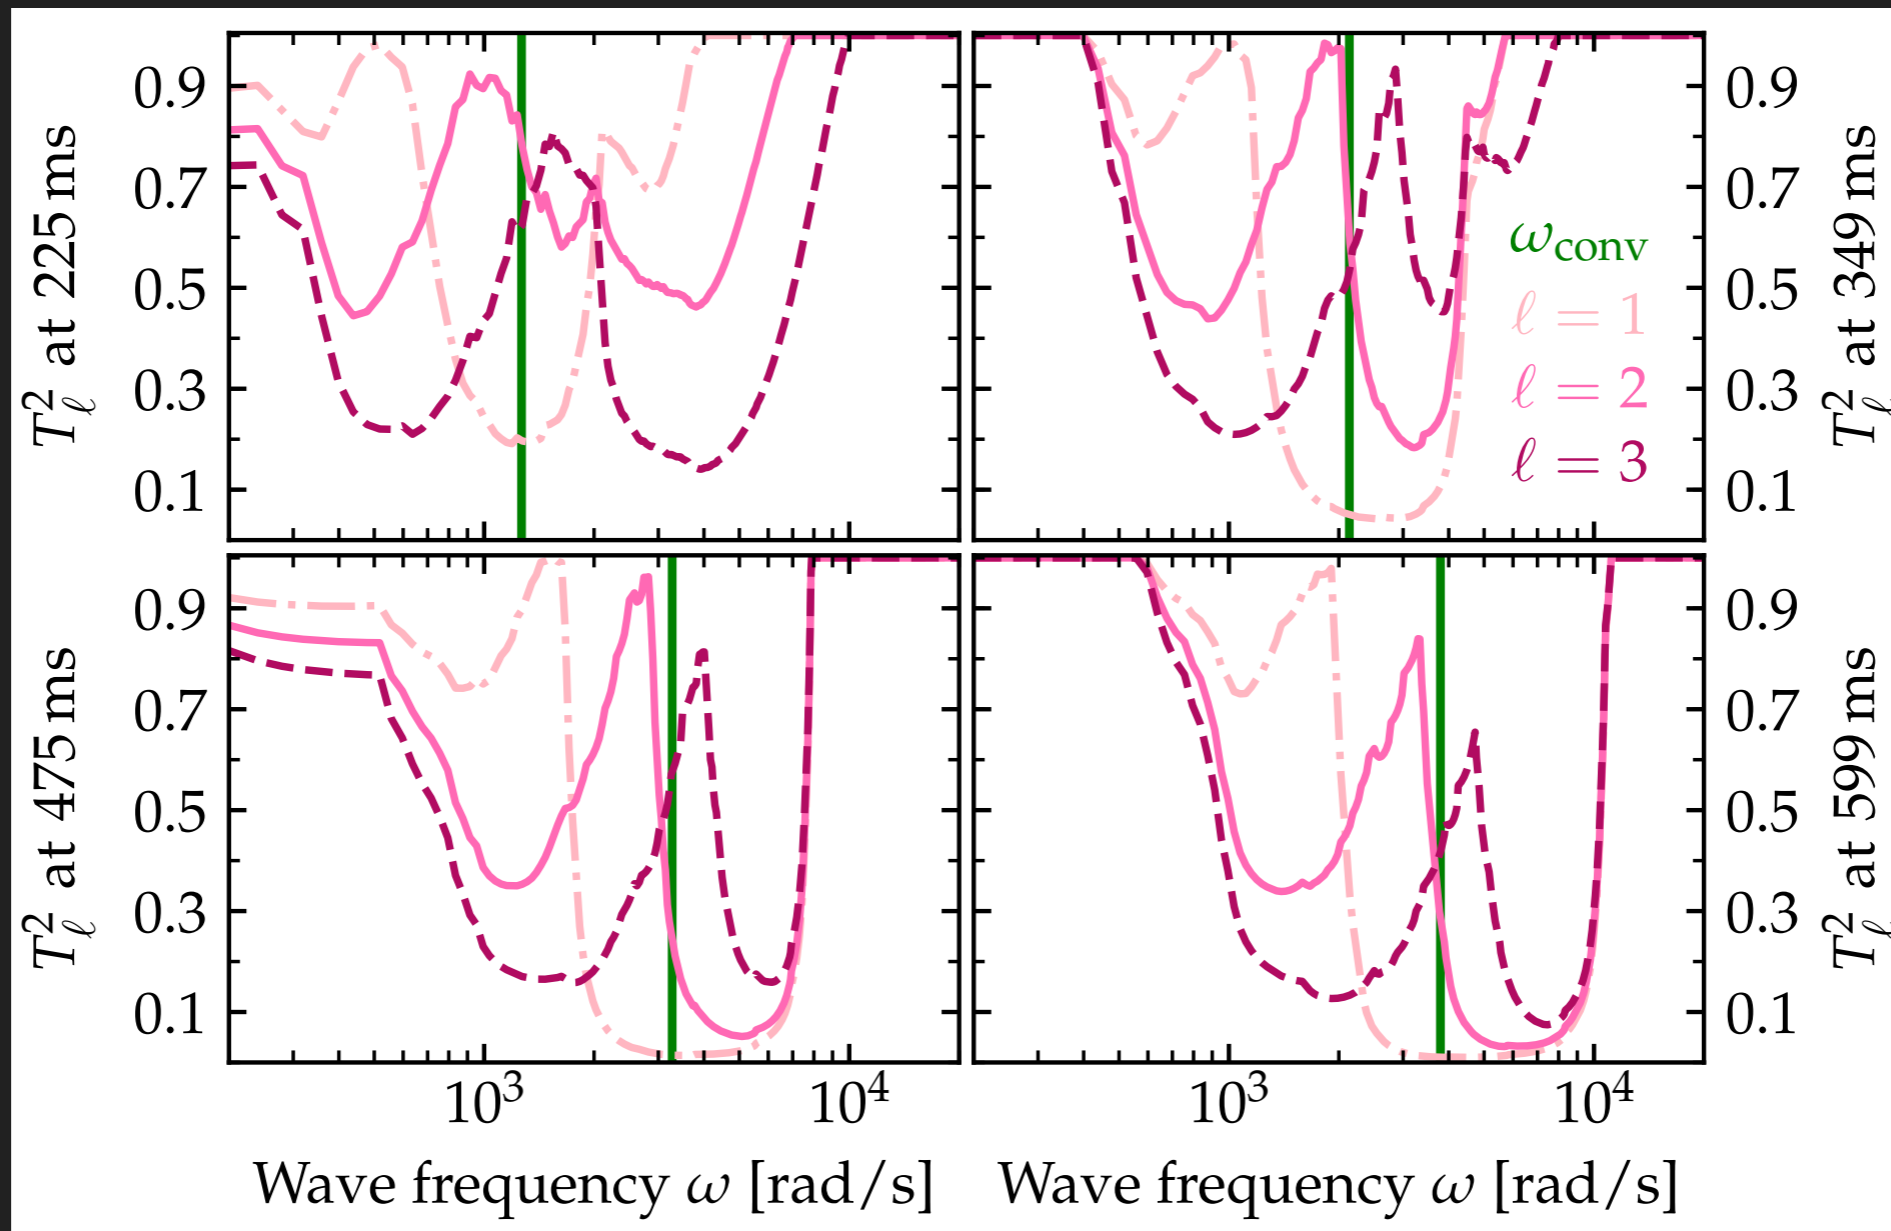 0.9
0.7
0.5
0.3
0.1
T²_ℓ at 225 ms
0.9
0.7
0.5
0.3
0.1
T²_ℓ at 349 ms
ω_conv
ℓ = 1
ℓ = 2
ℓ = 3
0.9
0.7
0.5
0.3
0.1
T²_ℓ at 475 ms
0.9
0.7
0.5
0.3
0.1
T²_ℓ at 599 ms
10³ 10⁴ 10³ 10⁴
Wave frequency ω [rad/s] Wave frequency ω [rad/s]